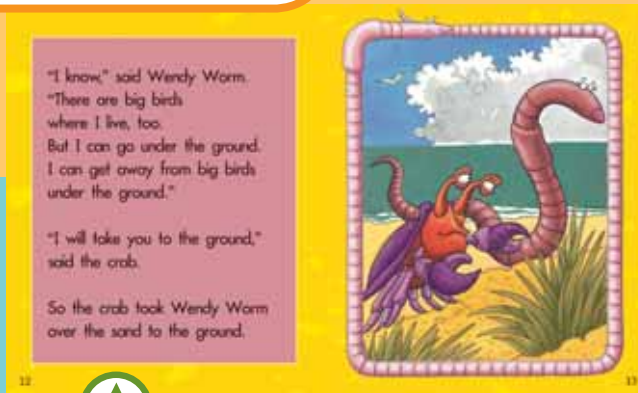 "I know," said Wendy Worm.
"There are big birds
where I live, too.
But I can go under the ground.
I can get away from big birds
under the ground."
"I will take you to the ground,"
said the crab.
So the crab took Wendy Worm
over the sand to the ground.
12
13